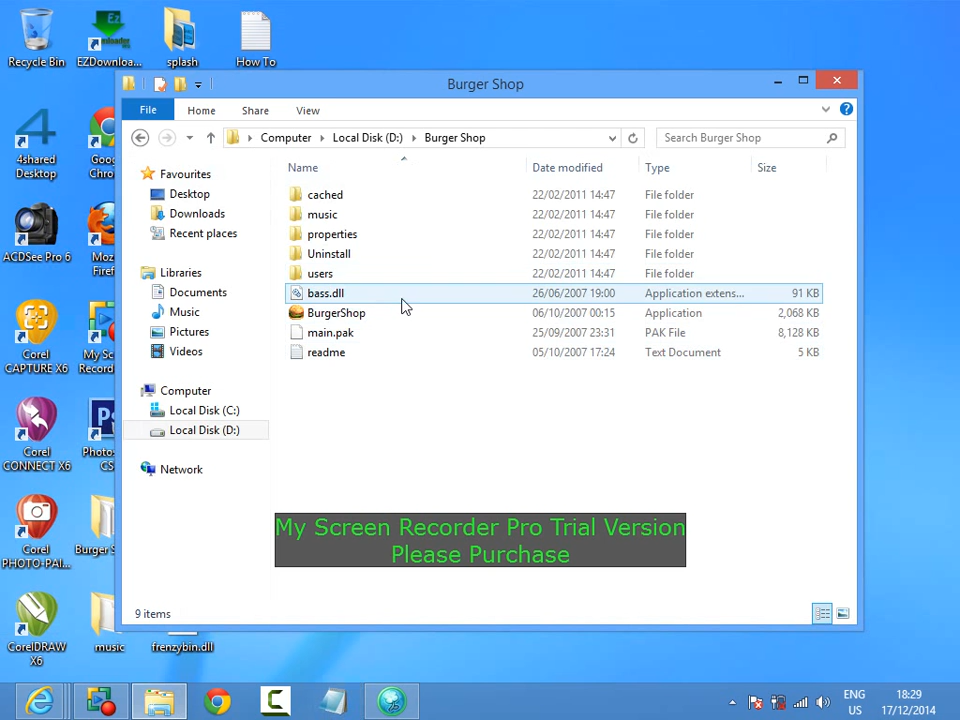 Recycle Bin
EZDownloa...
splash
How To
4shared
Desktop
Goo
Chro
ACDSee Pro 6
Moz
Firef
Corel
CAPTURE X6
My Scr
Record
Corel
CONNECT X6
Photo
CS
Corel
PHOTO-PAI...
Burger S
CorelDRAW
X6
music
frenzybin.dll
Burger Shop
File
Home
Share
View
Computer
Local Disk (D:)
Burger Shop
Search Burger Shop
Name
Date modified
Type
Size
Favourites
Desktop
Downloads
Recent places
Libraries
Documents
Music
Pictures
Videos
Computer
Local Disk (C:)
Local Disk (D:)
Network
cached 22/02/2011 14:47 File folder
music 22/02/2011 14:47 File folder
properties 22/02/2011 14:47 File folder
Uninstall 22/02/2011 14:47 File folder
users 22/02/2011 14:47 File folder
bass.dll 26/06/2007 19:00 Application extens... 91 KB
BurgerShop 06/10/2007 00:15 Application 2,068 KB
main.pak 25/09/2007 23:31 PAK File 8,128 KB
readme 05/10/2007 17:24 Text Document 5 KB
My Screen Recorder Pro Trial Version
Please Purchase
9 items
ENG
US
18:29
17/12/2014